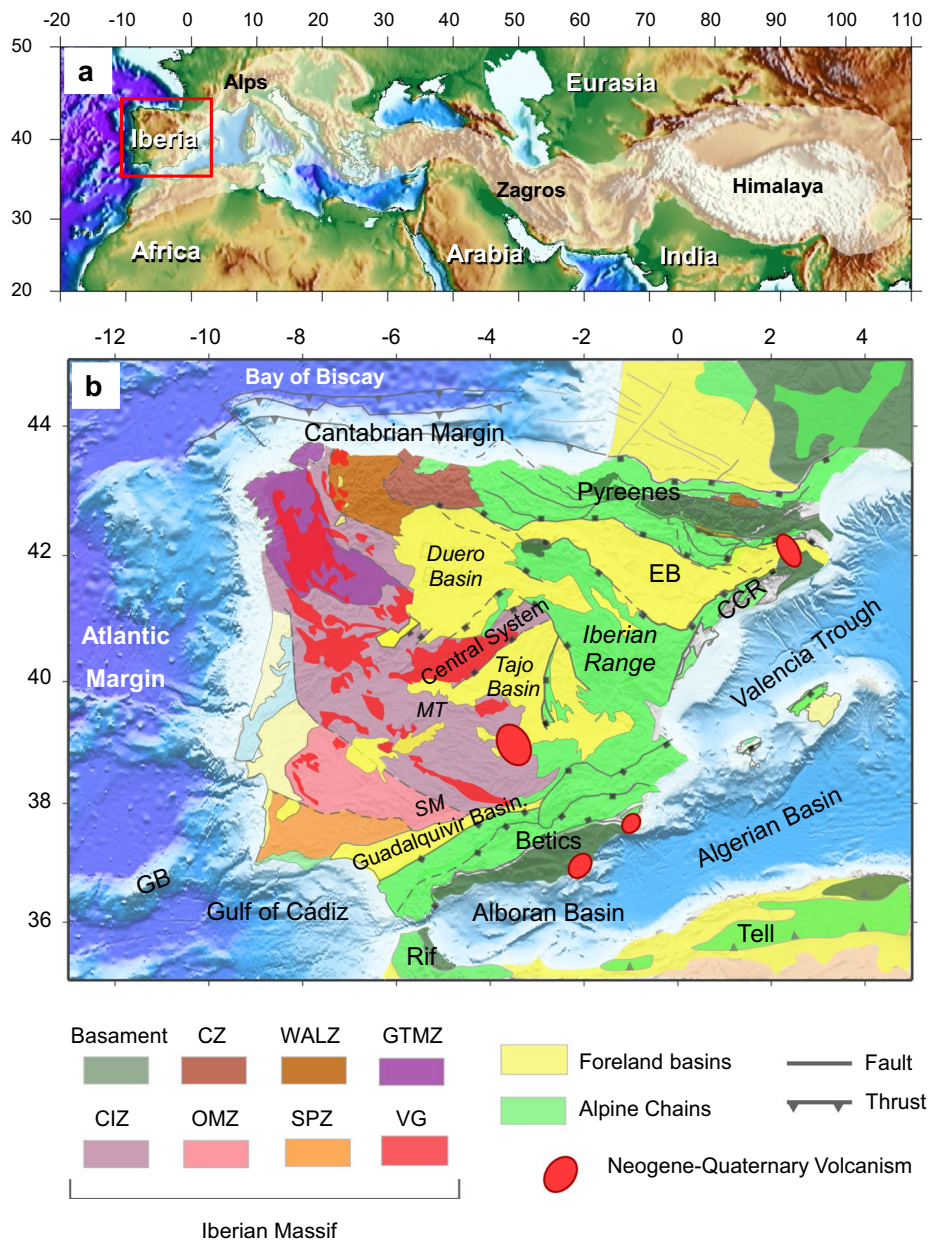 -20 -10 0 10 20 30 40 50 60 70 80 90 100 110
50
a
Alps
Eurasia
40
Iberia
Zagros
Himalaya
30
Africa
Arabia
India
20
-12 -10 -8 -6 -4 -2 0 2 4
b
Bay of Biscay
44
Cantabrian Margin
Pyreenes
42
Duero
Basin
EB
CCR
Atlantic
Margin
Central System
Iberian
Range
Valencia Trough
40
Tajo
Basin
MT
38
SM
Guadalquivir Basin.
Betics
Algerian Basin
GB
Gulf of Cádiz
Alboran Basin
36
Tell
Rif
Basament CZ WALZ GTMZ
CIZ OMZ SPZ VG
Iberian Massif
Foreland basins
Alpine Chains
Fault
Thrust
Neogene-Quaternary Volcanism